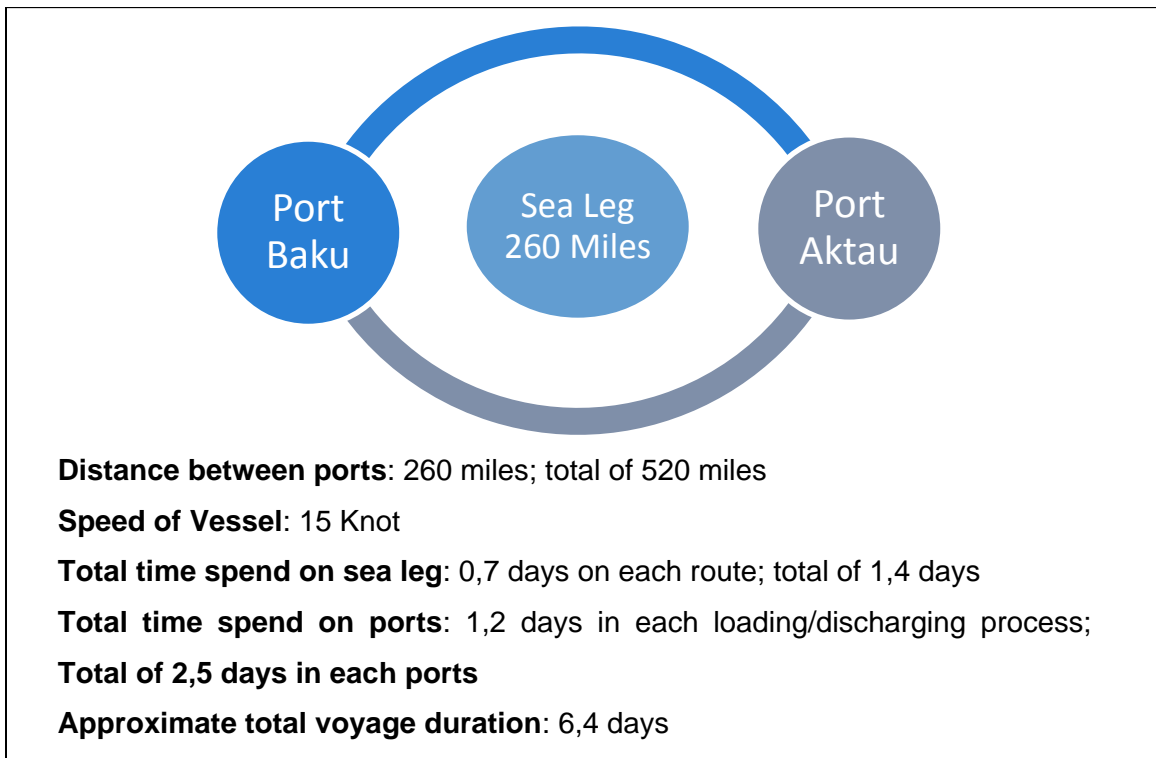 Port
Baku
Sea Leg
260 Miles
Port
Aktau
Distance between ports: 260 miles; total of 520 miles
Speed of Vessel: 15 Knot
Total time spend on sea leg: 0,7 days on each route; total of 1,4 days
Total time spend on ports: 1,2 days in each loading/discharging process;
Total of 2,5 days in each ports
Approximate total voyage duration: 6,4 days